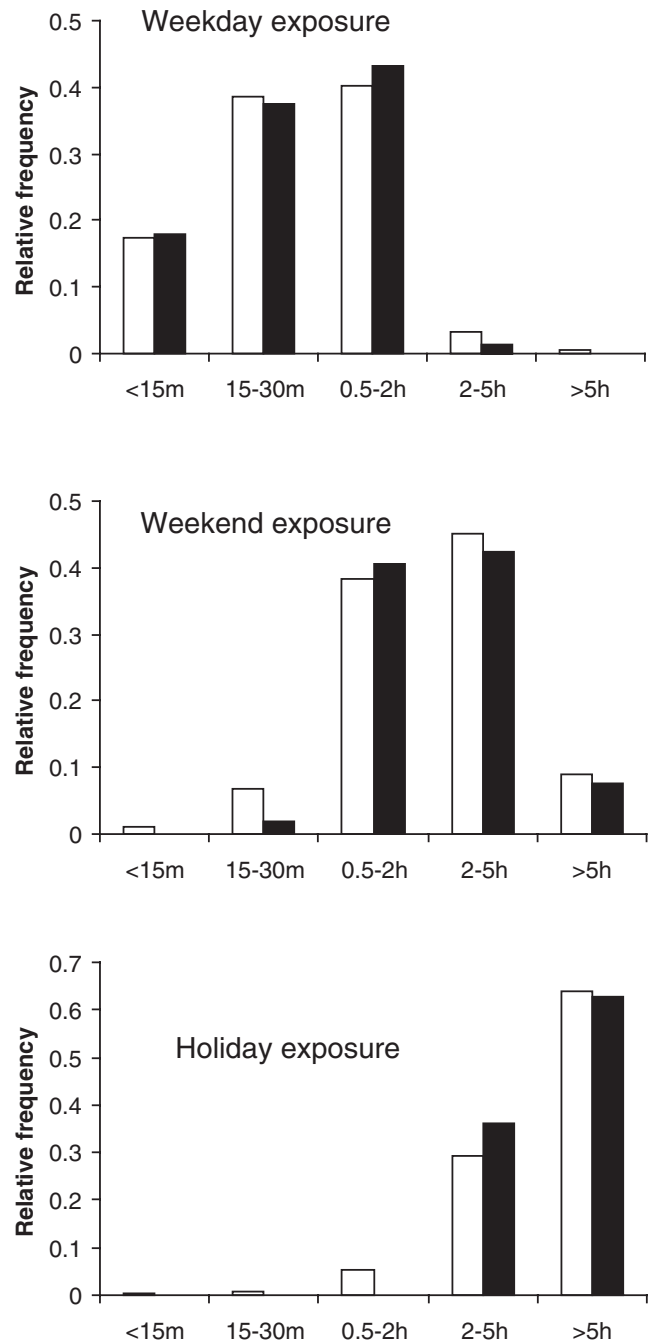 Weekday exposure
Relative frequency
0.5
0.4
0.3
0.2
0.1
0
<15m 15-30m 0.5-2h 2-5h >5h
Weekend exposure
Relative frequency
0.5
0.4
0.3
0.2
0.1
0
<15m 15-30m 0.5-2h 2-5h >5h
Holiday exposure
Relative frequency
0.7
0.6
0.5
0.4
0.3
0.2
0.1
0
<15m 15-30m 0.5-2h 2-5h >5h